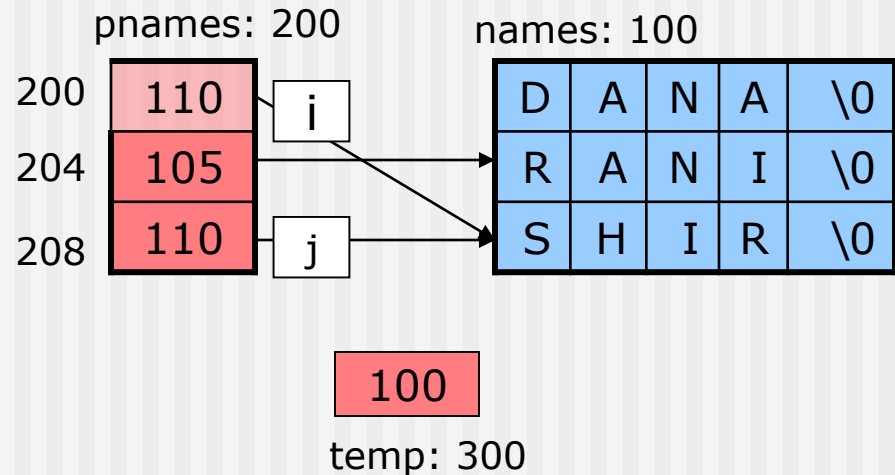 pnames: 200
names: 100
200 110 i D A N A \0
204 105 R A N I \0
208 110 j S H I R \0
100
temp: 300